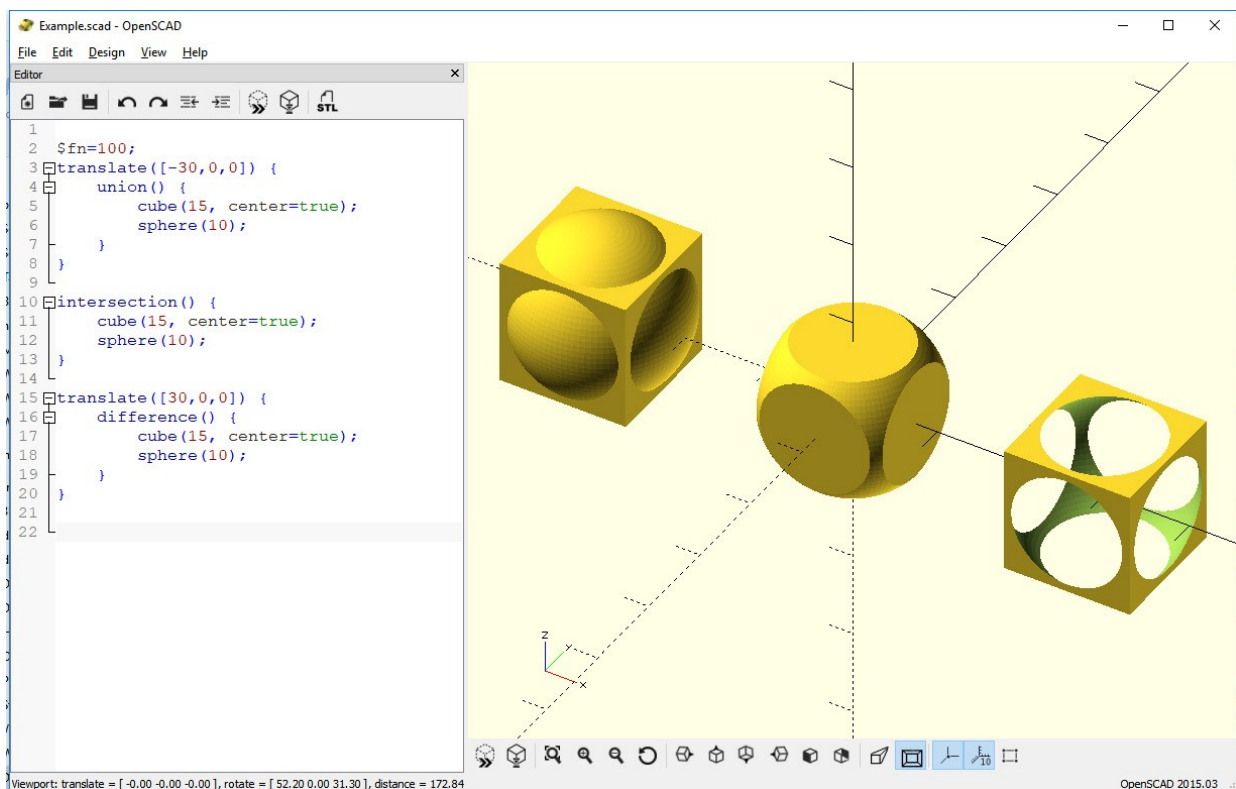 Example.scad - OpenSCAD
File Edit Design View Help
Editor
STL
1
2 $fn=100;
3 translate([-30,0,0]) {
4     union() {
5         cube(15, center=true);
6         sphere(10);
7     }
8 }
9
10 intersection() {
11     cube(15, center=true);
12     sphere(10);
13 }
14
15 translate([30,0,0]) {
16     difference() {
17         cube(15, center=true);
18         sphere(10);
19     }
20 }
21
22
z
y
x
10
Viewport: translate = [ -0.00 -0.00 -0.00 ], rotate = [ 52.20 0.00 31.30 ], distance = 172.84
OpenSCAD 2015.03